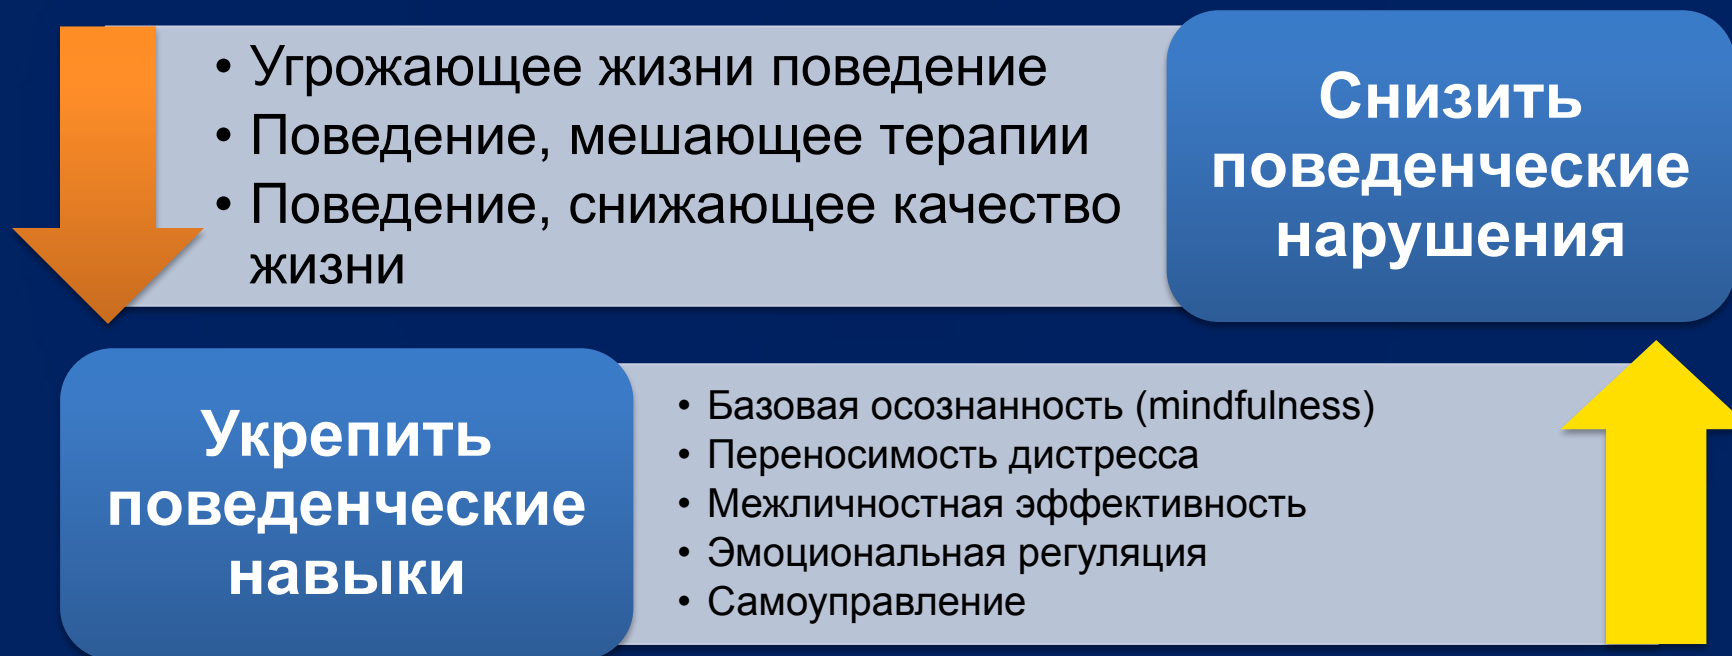 • Угрожающее жизни поведение
• Поведение, мешающее терапии
• Поведение, снижающее качество
жизни
Снизить
поведенческие
нарушения
Укрепить
поведенческие
навыки
• Базовая осознанность (mindfulness)
• Переносимость дистресса
• Межличностная эффективность
• Эмоциональная регуляция
• Самоуправление